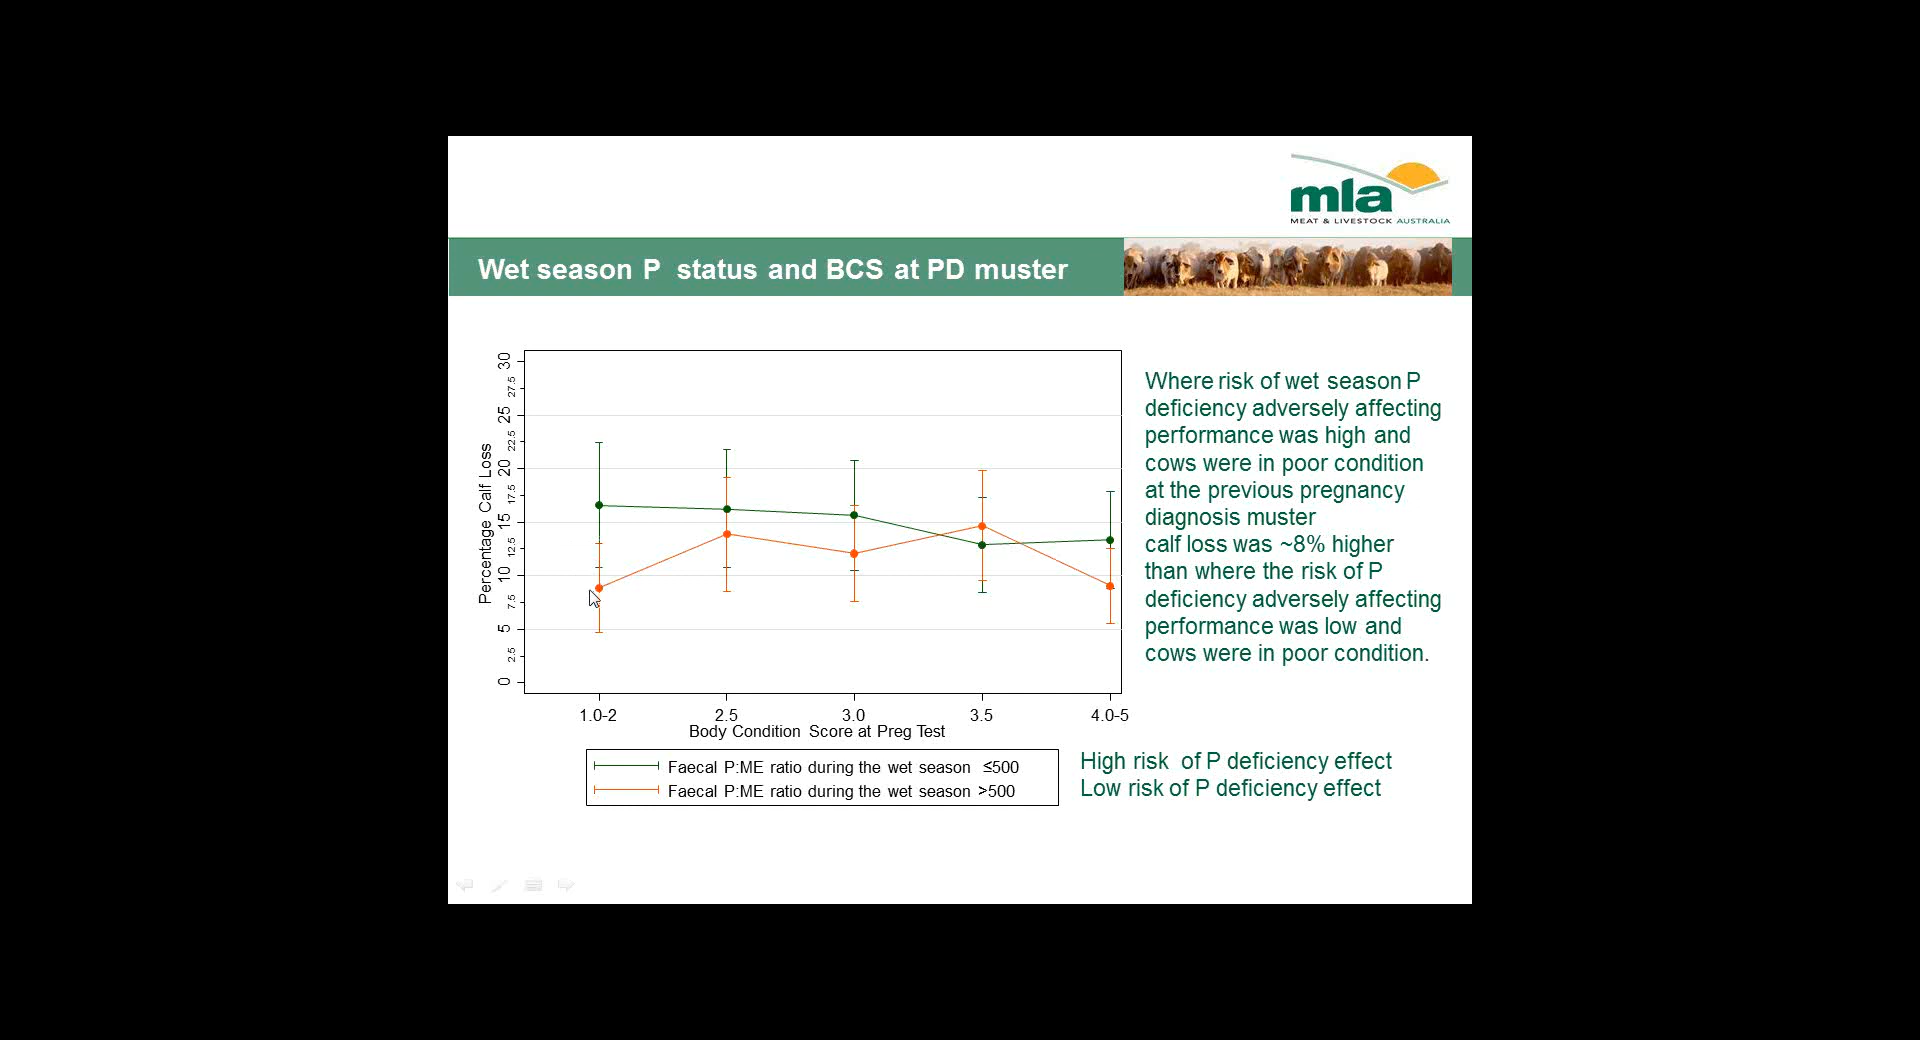 mla
MEAT & LIVESTOCK AUSTRALIA
Wet season P status and BCS at PD muster
Percentage Calf Loss
30
27.5
25
22.5
20
17.5
15
12.5
10
7.5
5
2.5
0
1.0-2
2.5
3.0
3.5
4.0-5
Body Condition Score at Preg Test
Faecal P:ME ratio during the wet season ≤500
Faecal P:ME ratio during the wet season >500
Where risk of wet season P
deficiency adversely affecting
performance was high and
cows were in poor condition
at the previous pregnancy
diagnosis muster
calf loss was ~8% higher
than where the risk of P
deficiency adversely affecting
performance was low and
cows were in poor condition.
High risk of P deficiency effect
Low risk of P deficiency effect